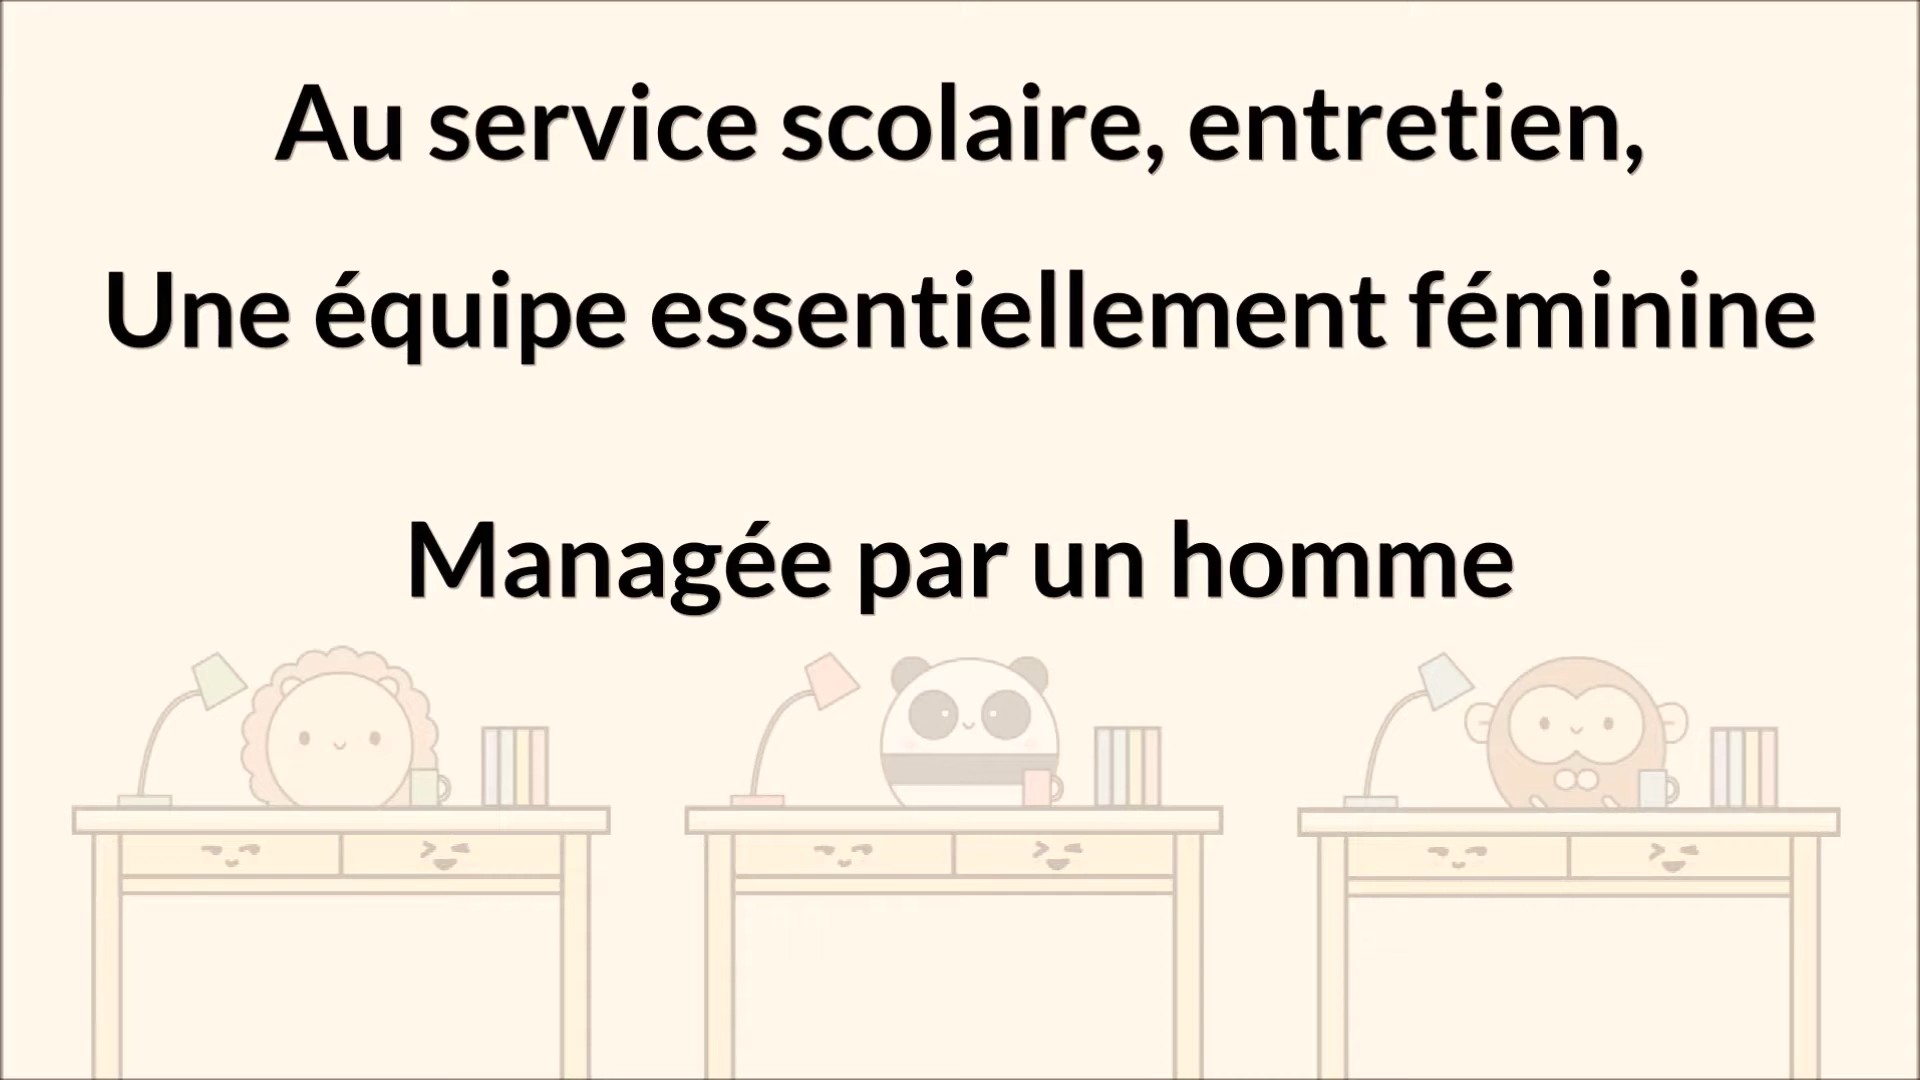 Au service scolaire, entretien,
Une équipe essentiellement féminine
Managée par un homme